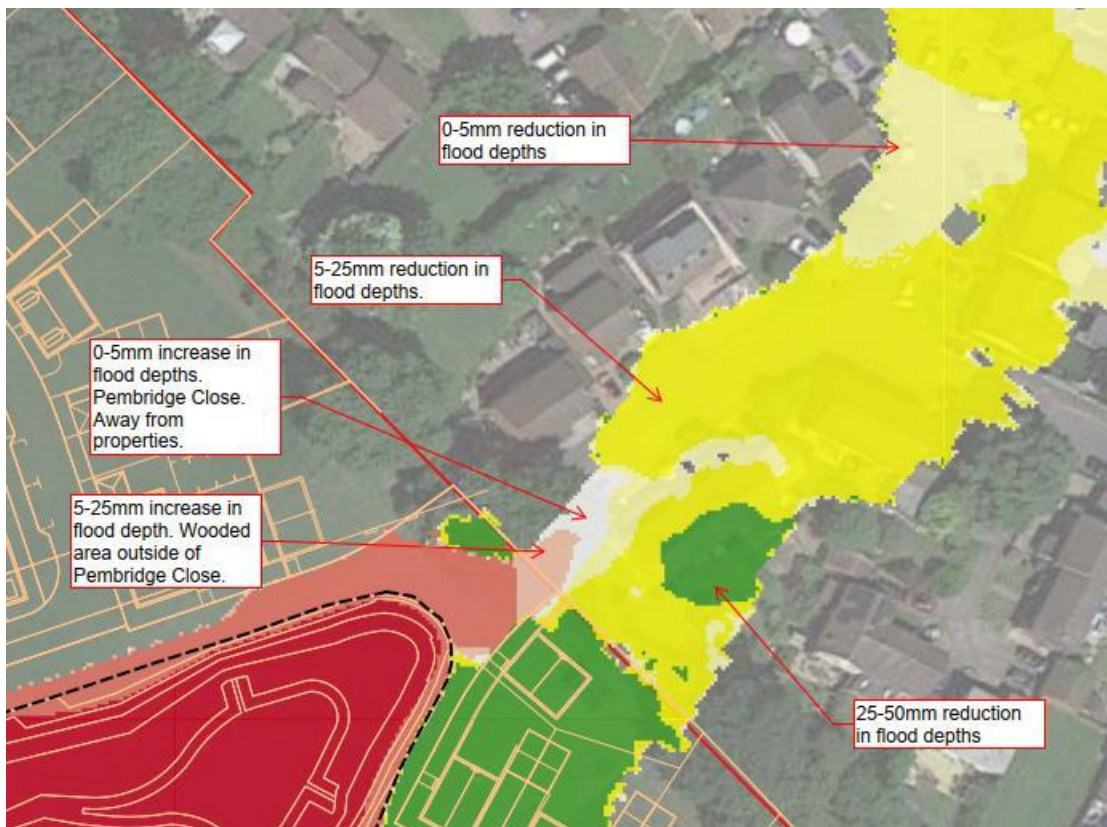 0-5mm reduction in
flood depths
5-25mm reduction in
flood depths.
0-5mm increase in
flood depths.
Pembridge Close.
Away from
properties.
5-25mm increase in
flood depth. Wooded
area outside of
Pembridge Close.
25-50mm reduction
in flood depths